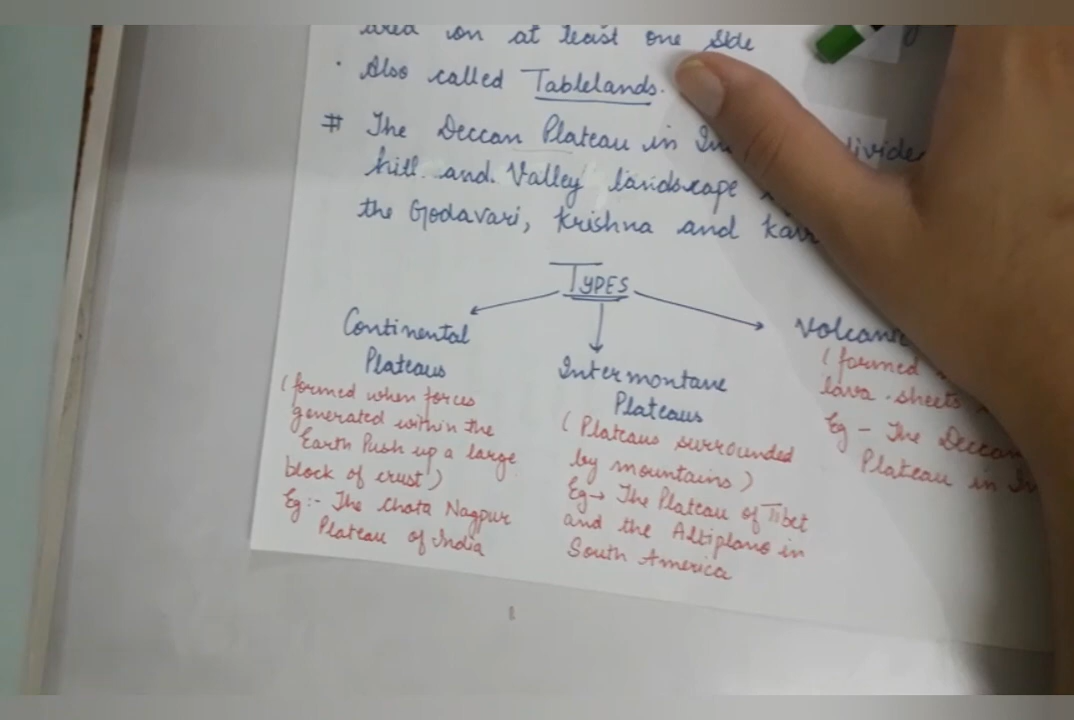 area on at least one side
• Also called Tablelands.
# The Deccan Plateau in
hill and Valley landscape
the Godavari, Krishna and
TYPES
Continental
Plateaus
(formed when forces
generated within the
Earth Push up a large
block of crust)
Eg:- The Chota Nagpur
Plateau of India
Intermontane
Plateaus
(Plateaus surrounded
by mountains)
Eg→ The Plateau of Tibet
and the Altiplano in
South America
(formed
lava sheets
Eg - The Deccan
Plateau in